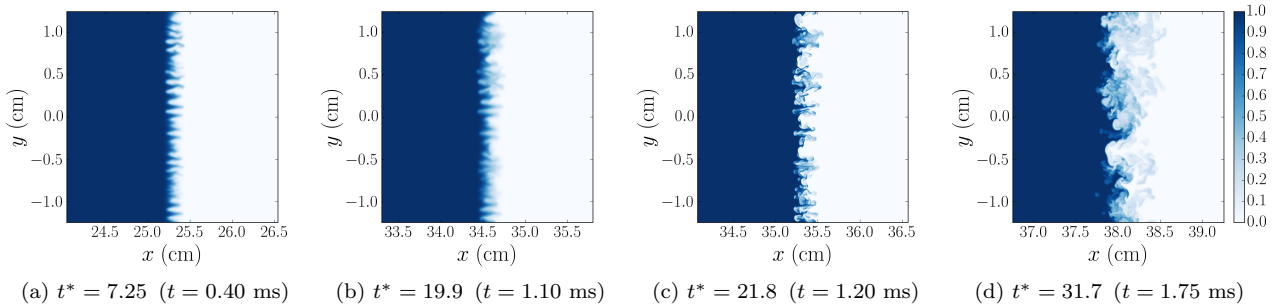 1.0
0.5
0.0
−0.5
−1.0
y (cm)
24.5 25.0 25.5 26.0 26.5
x (cm)
(a) t* = 7.25 (t = 0.40 ms)
1.0
0.5
0.0
−0.5
−1.0
y (cm)
33.5 34.0 34.5 35.0 35.5
x (cm)
(b) t* = 19.9 (t = 1.10 ms)
1.0
0.5
0.0
−0.5
−1.0
y (cm)
34.5 35.0 35.5 36.0 36.5
x (cm)
(c) t* = 21.8 (t = 1.20 ms)
1.0
0.5
0.0
−0.5
−1.0
y (cm)
37.0 37.5 38.0 38.5 39.0
x (cm)
(d) t* = 31.7 (t = 1.75 ms)
1.0
0.9
0.8
0.7
0.6
0.5
0.4
0.3
0.2
0.1
0.0